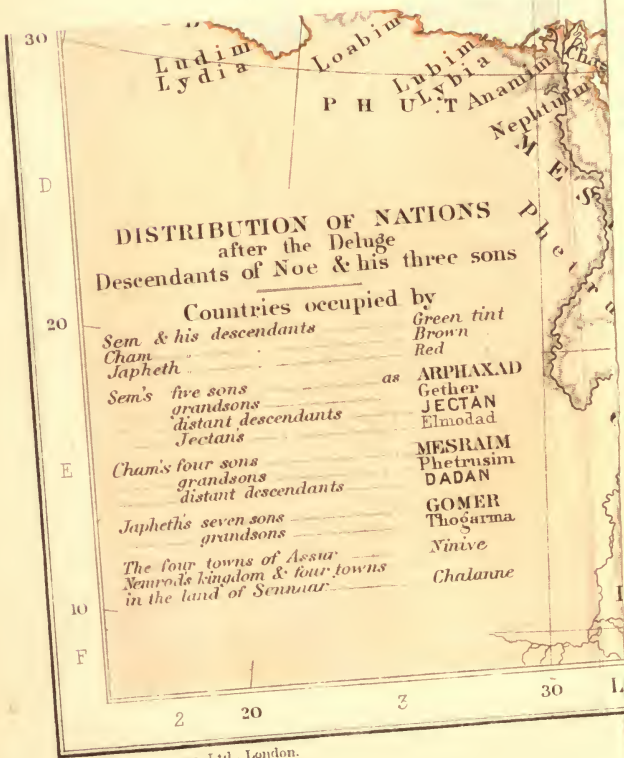 30
Ludim
Lydia
Loabim
Lubim
Lybia
PHUT
Anamim
Nephtuim
MES
D
DISTRIBUTION OF NATIONS
after the Deluge
Descendants of Noe & his three sons
Countries occupied by
20
Sem & his descendants Green tint
Cham " Brown
Japheth " Red
Sem's five sons as ARPHAXAD
grandsons Gether
distant descendants JECTAN
Jectans Elmodad
E
Cham's four sons MESRAIM
grandsons Phetrusim
distant descendants DADAN
Japheth's seven sons GOMER
grandsons Thogarma
The four towns of Assur Ninive
Nemrod's kingdom & four towns
in the land of Sennaar Chalanne
10
F
2 20 3 30
Ltd. London.